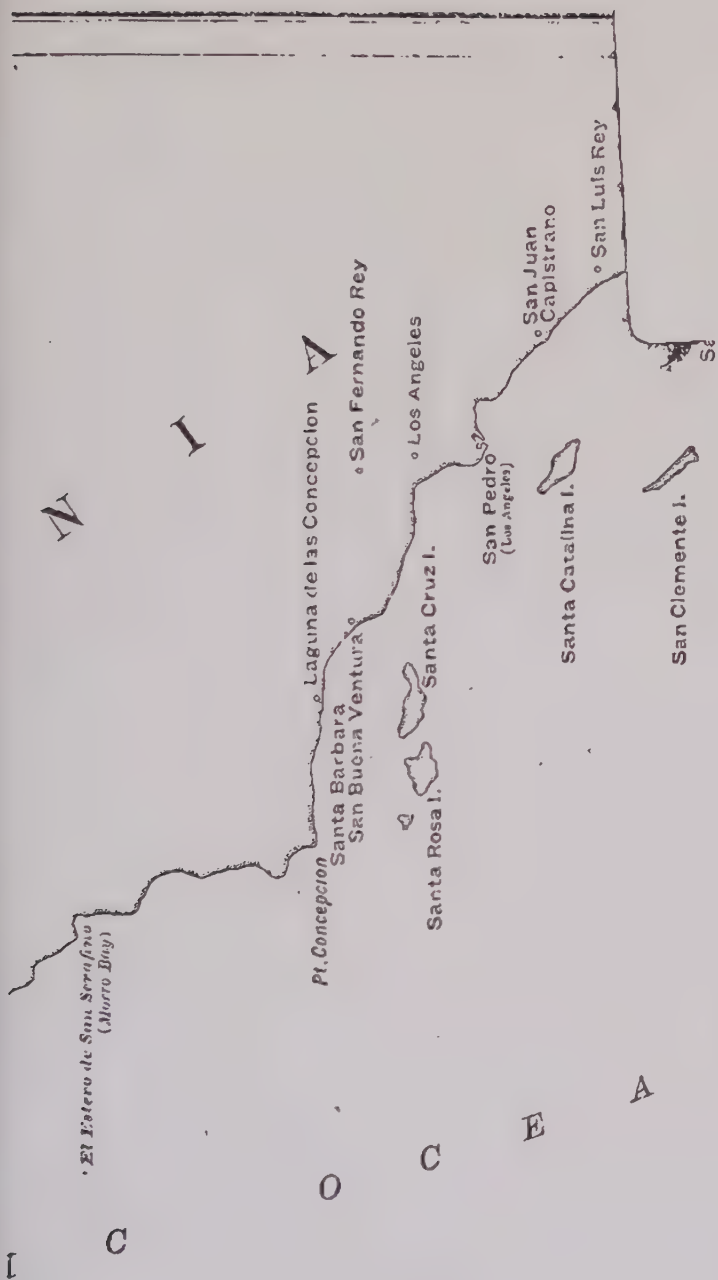 I
C
O
C
E
A
N
I
A
El Estero de San Serafino
(Morro Bay)
Pt. Concepcion
Laguna de las Concepcion
Santa Barbara
San Buena Ventura
San Fernando Rey
Los Angeles
Santa Cruz I.
Santa Rosa I.
San Pedro
(Los Angeles)
San Juan
Capistrano
Santa Catalina I.
San Luis Rey
San Clemente I.